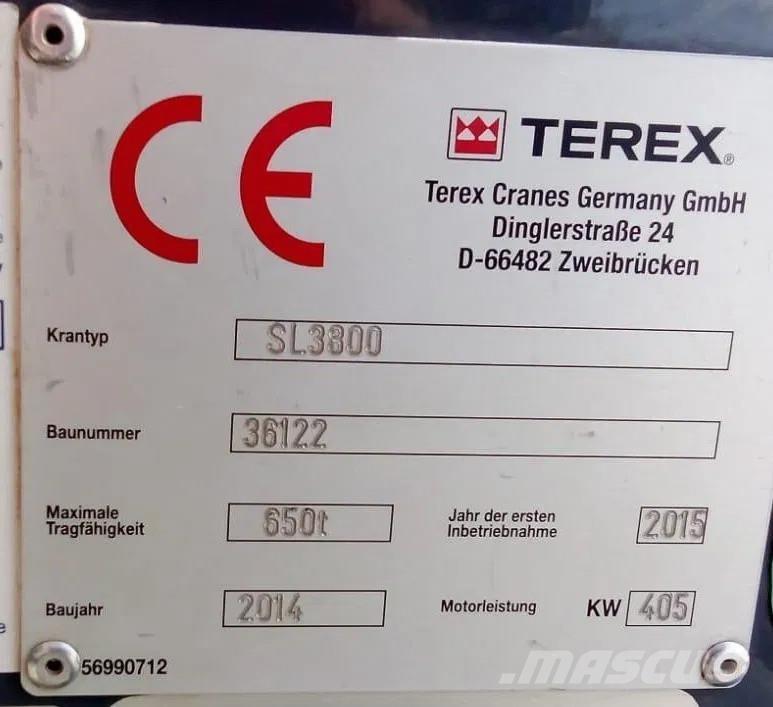 CE
TEREX®
Terex Cranes Germany GmbH
Dinglerstraße 24
D-66482 Zweibrücken
Krantyp SL3800
Baunummer 36122
Maximale
Tragfähigkeit 650t
Jahr der ersten
Inbetriebnahme 2015
Baujahr 2014
Motorleistung KW 405
56990712
MASCUS